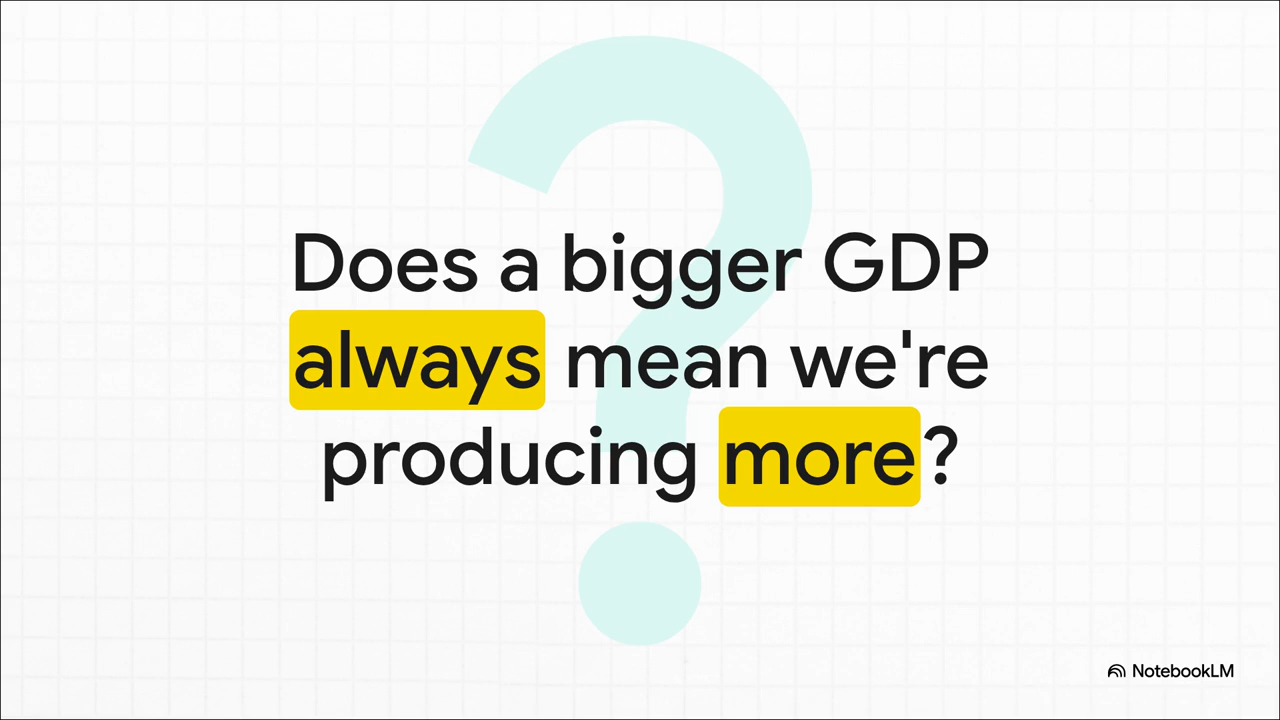 Does a bigger GDP
always mean we're
producing more?
NotebookLM